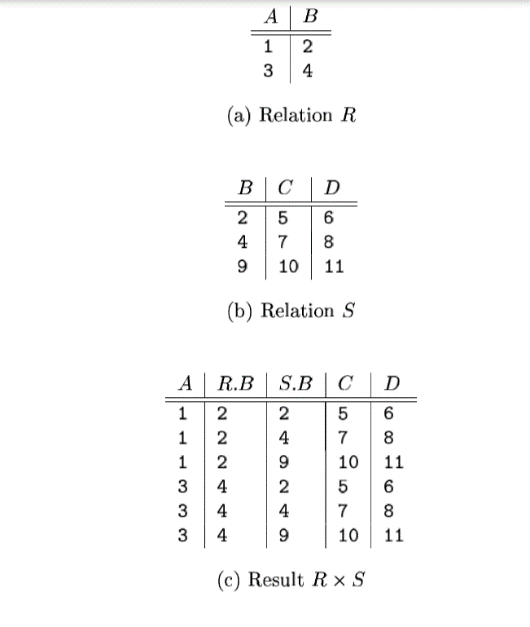 A B
1 2
3 4
(a) Relation R
B C D
2 5 6
4 7 8
9 10 11
(b) Relation S
A R.B S.B C D
1 2 2 5 6
1 2 4 7 8
1 2 9 10 11
3 4 2 5 6
3 4 4 7 8
3 4 9 10 11
(c) Result R × S